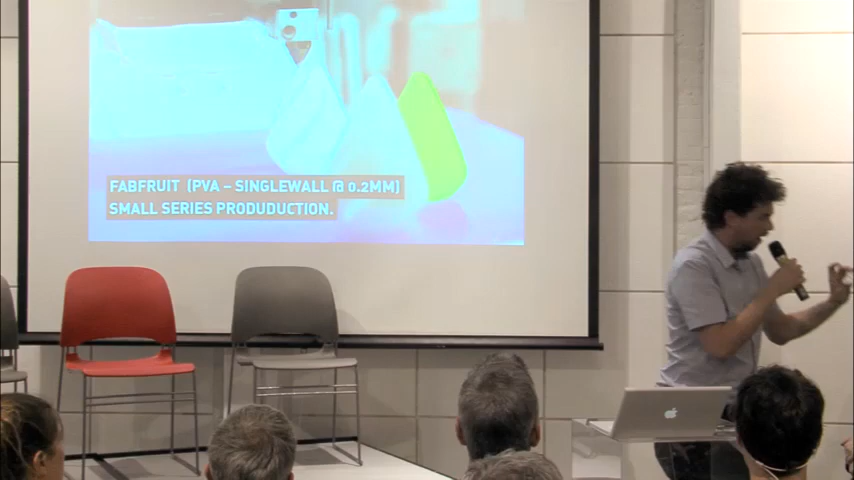 FABFRUIT (PVA – SINGLEWALL @ 0.2MM)
SMALL SERIES PRODUDUCTION.